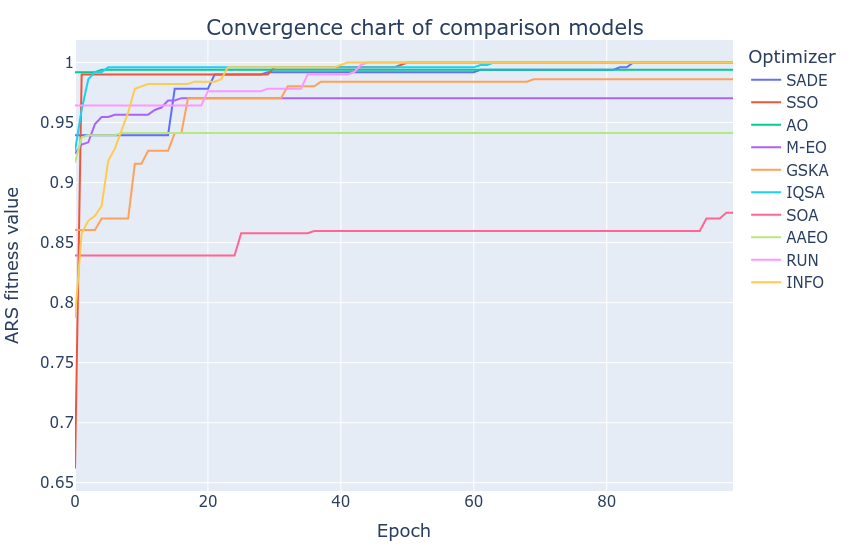 Convergence chart of comparison models
ARS fitness value
1
0.95
0.9
0.85
0.8
0.75
0.7
0.65
0
20
40
60
80
Epoch
Optimizer
SADE
SSO
AO
M-EO
GSKA
IQSA
SOA
AAEO
RUN
INFO